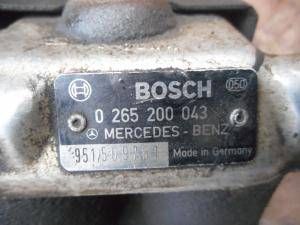 BOSCH
0 265 200 043
MERCEDES-BENZ
Made in Germany